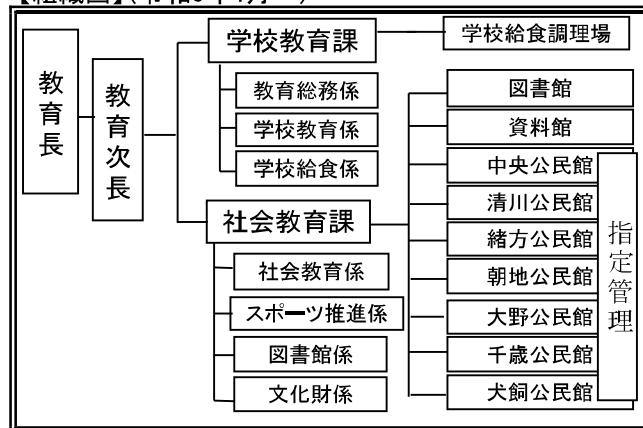 教育長
教育次長
学校教育課
学校給食調理場
教育総務係
学校教育係
学校給食係
社会教育課
社会教育係
スポーツ推進係
図書館係
文化財係
図書館
資料館
中央公民館
清川公民館
緒方公民館
朝地公民館
大野公民館
千歳公民館
犬飼公民館
指定管理